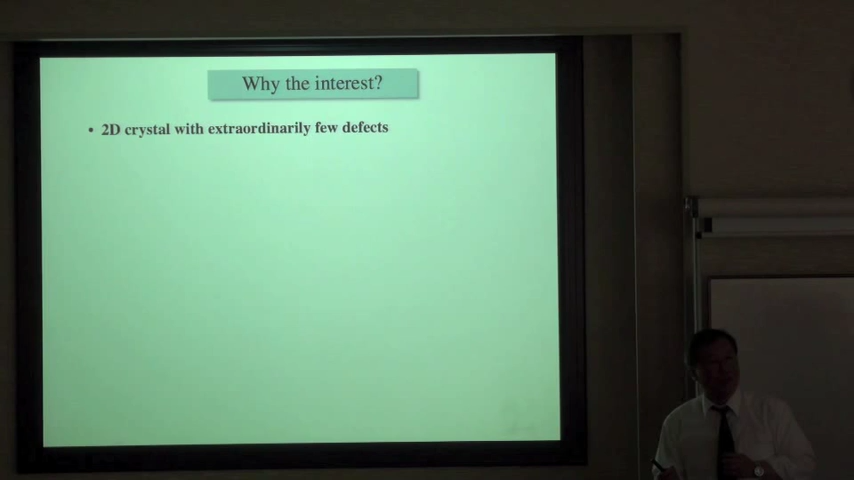 Why the interest?
• 2D crystal with extraordinarily few defects